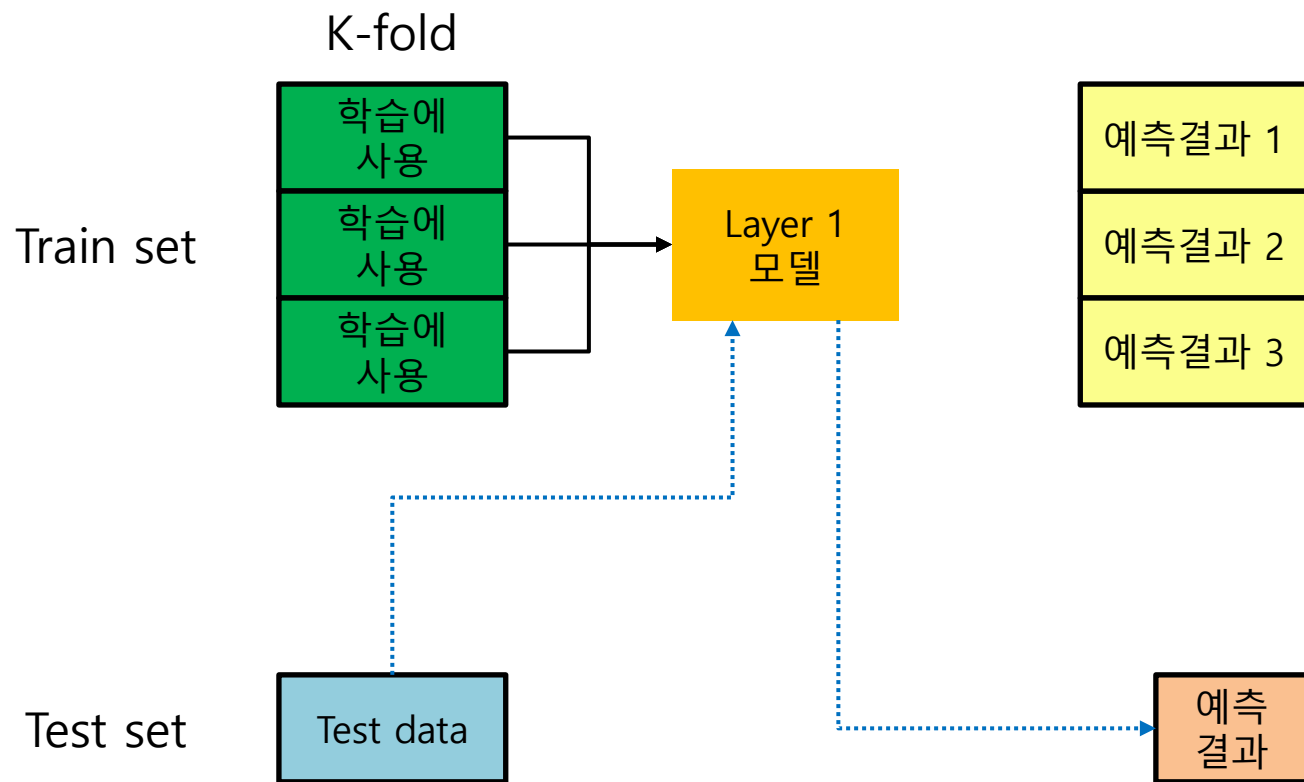 K-fold
Train set
학습에
사용
학습에
사용
학습에
사용
Layer 1
모델
예측결과 1
예측결과 2
예측결과 3
Test set
Test data
예측
결과